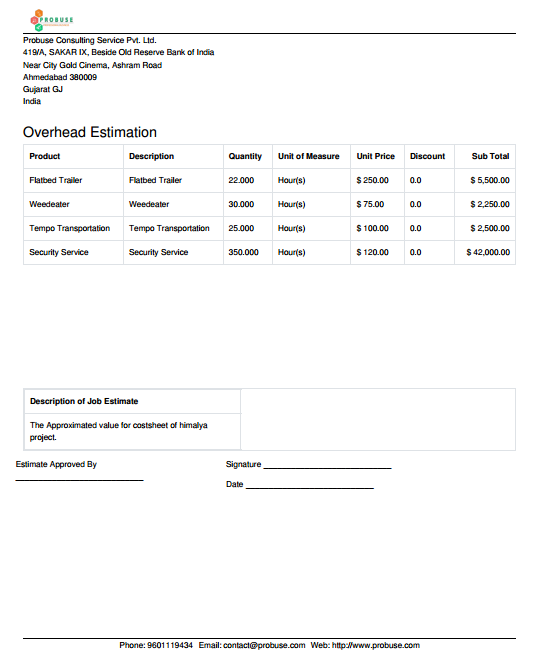 PROBUSE
Probuse Consulting Service Pvt. Ltd.
419/A, SAKAR IX, Beside Old Reserve Bank of India
Near City Gold Cinema, Ashram Road
Ahmedabad 380009
Gujarat GJ
India
Overhead Estimation
Product Description Quantity Unit of Measure Unit Price Discount Sub Total
Flatbed Trailer Flatbed Trailer 22.000 Hour(s) $ 250.00 0.0 $ 5,500.00
Weedeater Weedeater 30.000 Hour(s) $ 75.00 0.0 $ 2,250.00
Tempo Transportation Tempo Transportation 25.000 Hour(s) $ 100.00 0.0 $ 2,500.00
Security Service Security Service 350.000 Hour(s) $ 120.00 0.0 $ 42,000.00
Description of Job Estimate
The Approximated value for costsheet of himalya
project.
Estimate Approved By Signature
Date
Phone: 9601119434 Email: contact@probuse.com Web: http://www.probuse.com